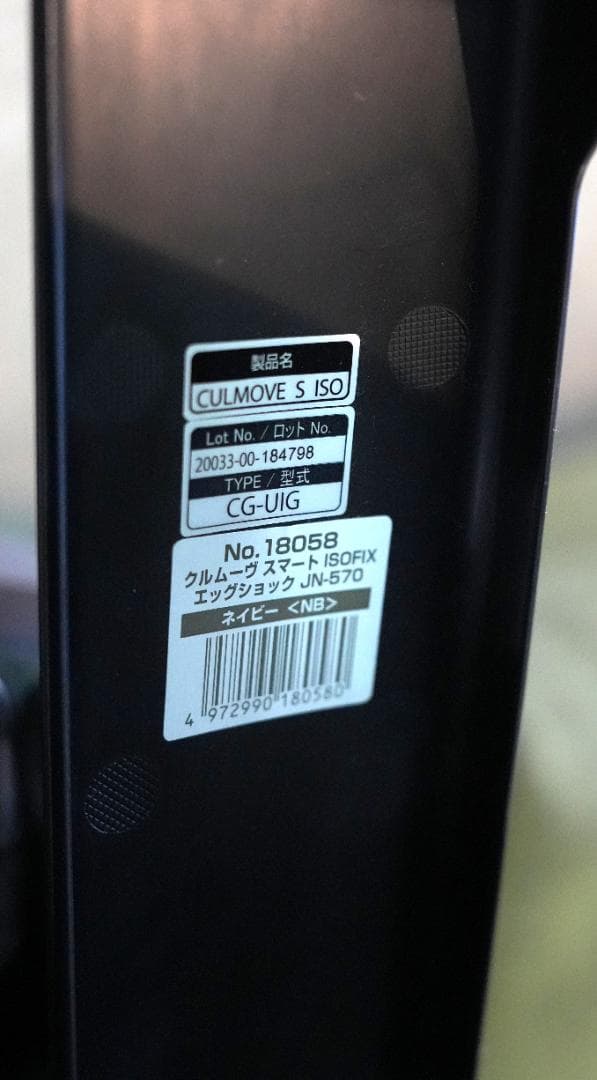 製品名
CULMOVE S ISO
Lot No. / ロット No.
20033-00-184798
TYPE / 型式
CG-UIG
No.18058
クルムーヴ スマート ISOFIX
エッグショック JN-570
ネイビー <NB>
4 972990 180580